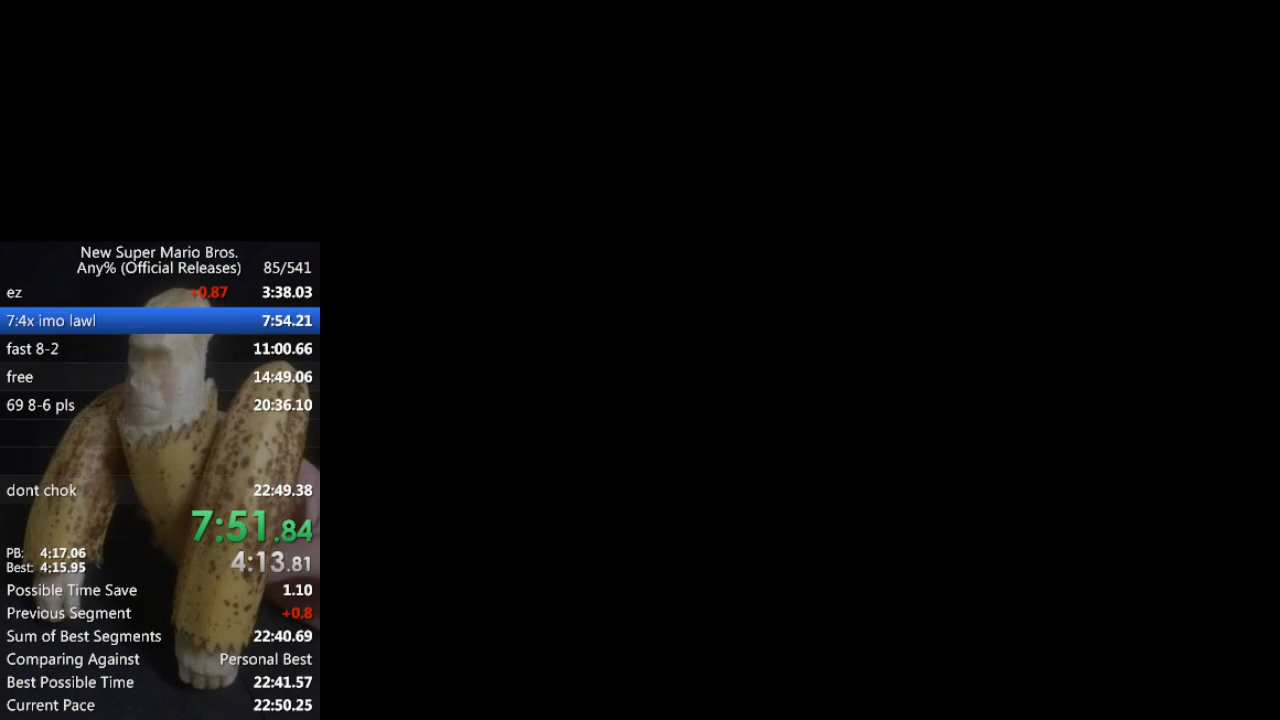 New Super Mario Bros.
Any% (Official Releases) 85/541
ez +0.87 3:38.03
7:4x imo lawl 7:54.21
fast 8-2 11:00.66
free 14:49.06
69 8-6 pls 20:36.10
dont chok 22:49.38
7:51.84
PB: 4:17.06
Best: 4:15.95
4:13.81
Possible Time Save 1.10
Previous Segment +0.8
Sum of Best Segments 22:40.69
Comparing Against Personal Best
Best Possible Time 22:41.57
Current Pace 22:50.25